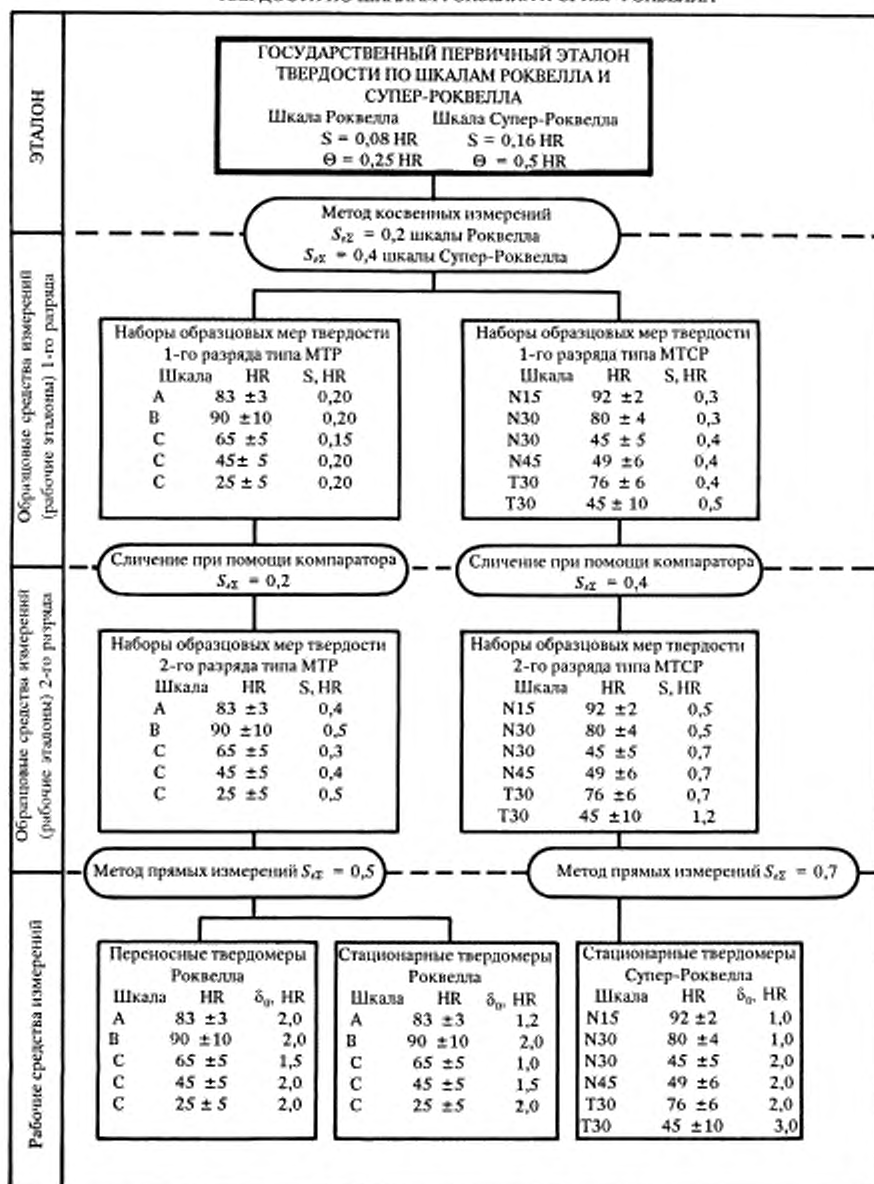 ЭТАЛОН
ГОСУДАРСТВЕННЫЙ ПЕРВИЧНЫЙ ЭТАЛОН
ТВЕРДОСТИ ПО ШКАЛАМ РОКВЕЛЛА И
СУПЕР-РОКВЕЛЛА
Шкала Роквелла Шкала Супер-Роквелла
S = 0,08 HR S = 0,16 HR
Θ = 0,25 HR Θ = 0,5 HR
Метод косвенных измерений
SεΣ = 0,2 шкалы Роквелла
SεΣ = 0,4 шкалы Супер-Роквелла
Образцовые средства измерений
(рабочие эталоны) 1-го разряда
Наборы образцовых мер твердости
1-го разряда типа МТР
Шкала HR S, HR
A 83 ±3 0,20
B 90 ±10 0,20
C 65 ±5 0,15
C 45± 5 0,20
C 25 ± 5 0,20
Наборы образцовых мер твердости
1-го разряда типа МТСР
Шкала HR S, HR
N15 92 ±2 0,3
N30 80 ± 4 0,3
N30 45 ± 5 0,4
N45 49 ±6 0,4
T30 76 ± 6 0,4
T30 45 ± 10 0,5
Сличение при помощи компаратора
SεΣ = 0,2
Сличение при помощи компаратора
SεΣ = 0,4
Образцовые средства измерений
(рабочие эталоны) 2-го разряда
Наборы образцовых мер твердости
2-го разряда типа МТР
Шкала HR S, HR
A 83 ±3 0,4
B 90 ±10 0,5
C 65 ±5 0,3
C 45 ±5 0,4
C 25 ±5 0,5
Наборы образцовых мер твердости
2-го разряда типа МТСР
Шкала HR S, HR
N15 92 ±2 0,5
N30 80 ±4 0,5
N30 45 ±5 0,7
N45 49 ±6 0,7
T30 76 ±6 0,7
T30 45 ±10 1,2
Метод прямых измерений SεΣ = 0,5
Метод прямых измерений SεΣ = 0,7
Рабочие средства измерений
Переносные твердомеры
Роквелла
Шкала HR δ₀, HR
A 83 ±3 2,0
B 90 ±10 2,0
C 65 ±5 1,5
C 45 ±5 2,0
C 25 ± 5 2,0
Стационарные твердомеры
Роквелла
Шкала HR δ₀, HR
A 83 ±3 1,2
B 90 ±10 2,0
C 65 ±5 1,0
C 45 ±5 1,5
C 25 ±5 2,0
Стационарные твердомеры
Супер-Роквелла
Шкала HR δ₀, HR
N15 92 ±2 1,0
N30 80 ±4 1,0
N30 45 ±5 2,0
N45 49 ±6 2,0
T30 76 ±6 2,0
T30 45 ±10 3,0